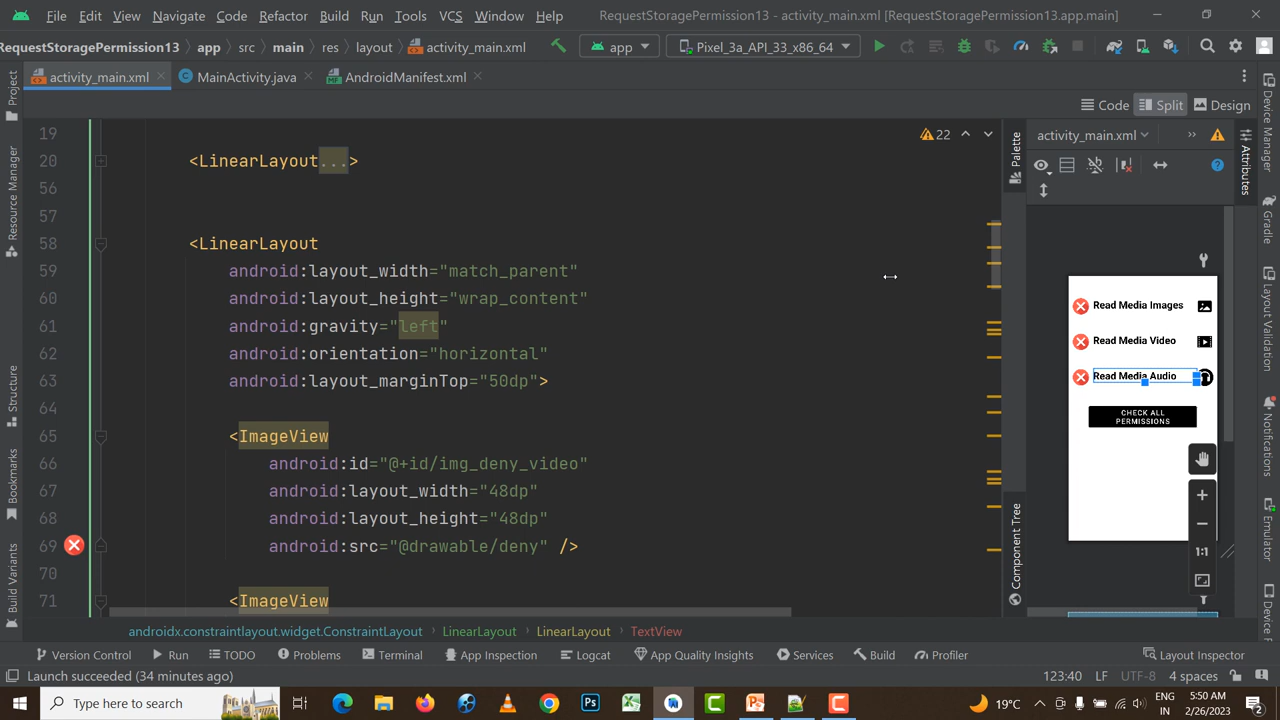 File Edit View Navigate Code Refactor Build Run Tools VCS Window Help RequestStoragePermission13 - activity_main.xml [RequestStoragePermission13.app.main]
RequestStoragePermission13 app src main res layout activity_main.xml app Pixel_3a_API_33_x86_64
activity_main.xml MainActivity.java AndroidManifest.xml
Code Split Design
19
20 <LinearLayout...>
56
57
58 <LinearLayout
59 android:layout_width="match_parent"
60 android:layout_height="wrap_content"
61 android:gravity="left"
62 android:orientation="horizontal"
63 android:layout_marginTop="50dp">
64
65 <ImageView
66 android:id="@+id/img_deny_video"
67 android:layout_width="48dp"
68 android:layout_height="48dp"
69 android:src="@drawable/deny" />
70
71 <ImageView
22
activity_main.xml
Read Media Images
Read Media Video
Read Media Audio
CHECK ALL
PERMISSIONS
1:1
Palette
Component Tree
Project
Resource Manager
Structure
Bookmarks
Build Variants
Device Manager
Attributes
Gradle
Layout Validation
Notifications
Emulator
androidx.constraintlayout.widget.ConstraintLayout LinearLayout LinearLayout TextView
Version Control Run TODO Problems Terminal App Inspection Logcat App Quality Insights Services Build Profiler Layout Inspector
Launch succeeded (34 minutes ago) 123:40 LF UTF-8 4 spaces
Type here to search 19°C ENG 5:50 AM
IN 2/26/2023 2